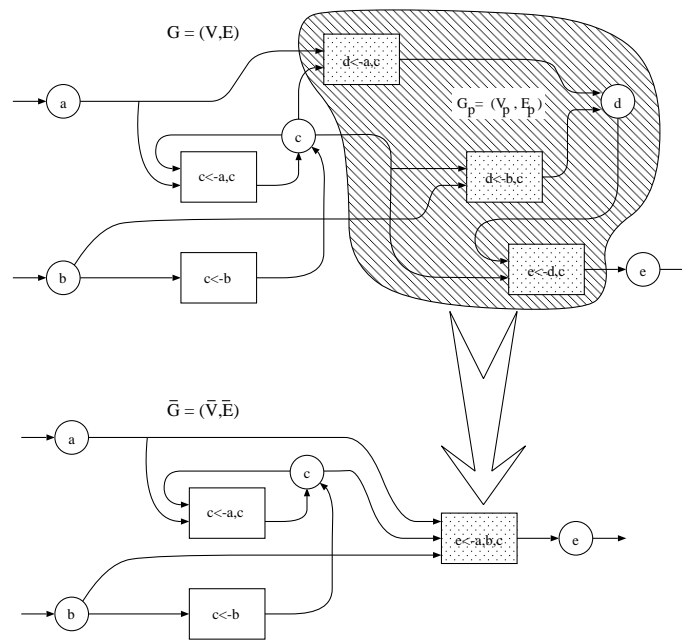 G = (V,E)
d<-a,c
a
G_p = (V_p , E_p)
d
c
c<-a,c
d<-b,c
b
c<-b
e<-d,c
e
G̅ = (V̅,E̅)
a
c
c<-a,c
e<-a,b,c
e
b
c<-b